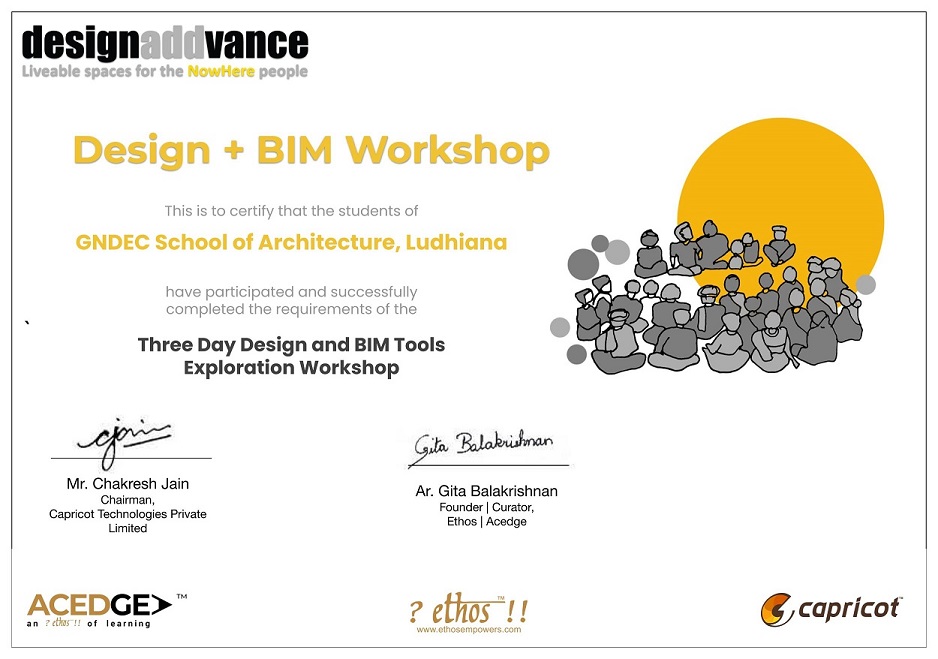 designaddvance
Liveable spaces for the NowHere people
Design + BIM Workshop
This is to certify that the students of
GNDEC School of Architecture, Ludhiana
have participated and successfully
completed the requirements of the
Three Day Design and BIM Tools
Exploration Workshop
cjain
Mr. Chakresh Jain
Chairman,
Capricot Technologies Private
Limited
Gita Balakrishnan
Ar. Gita Balakrishnan
Founder | Curator,
Ethos | Acedge
ACEDGE™
an ? ethos™ !! of learning
? ethos™ !!
www.ethosempowers.com
capricot™